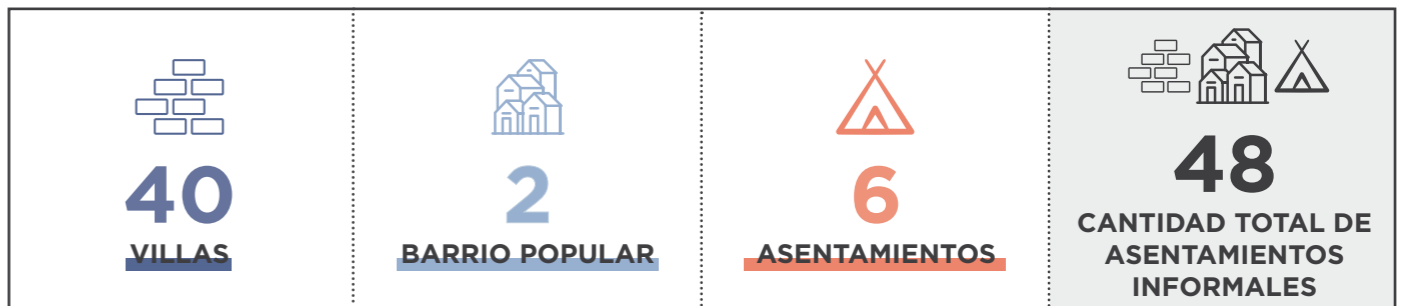 40
VILLAS
2
BARRIO POPULAR
6
ASENTAMIENTOS
48
CANTIDAD TOTAL DE
ASENTAMIENTOS
INFORMALES